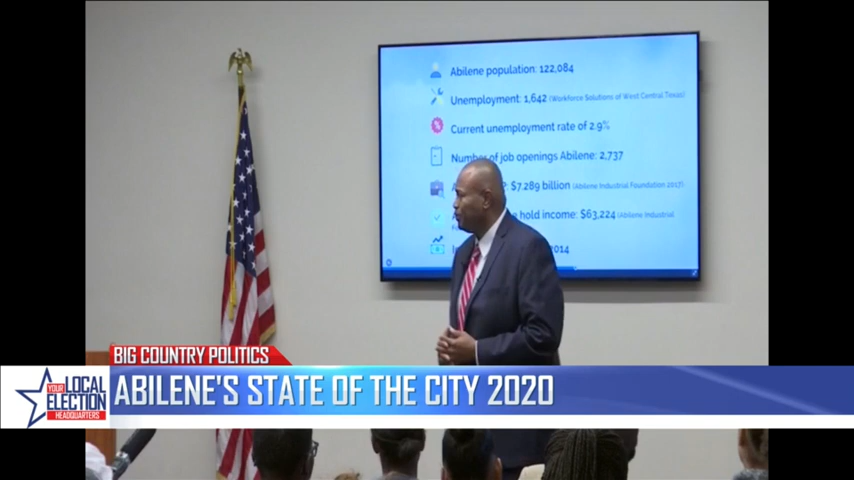 Abilene population: 122,084
Unemployment: 1,642 (Workforce Solutions of West Central Texas)
Current unemployment rate of 2.9%
Number of job openings Abilene: 2,737
$7.289 billion (Abilene Industrial Foundation 2017)
hold income: $63,224 (Abilene Industrial
2014
BIG COUNTRY POLITICS
YOUR
LOCAL
ELECTION
HEADQUARTERS
ABILENE'S STATE OF THE CITY 2020